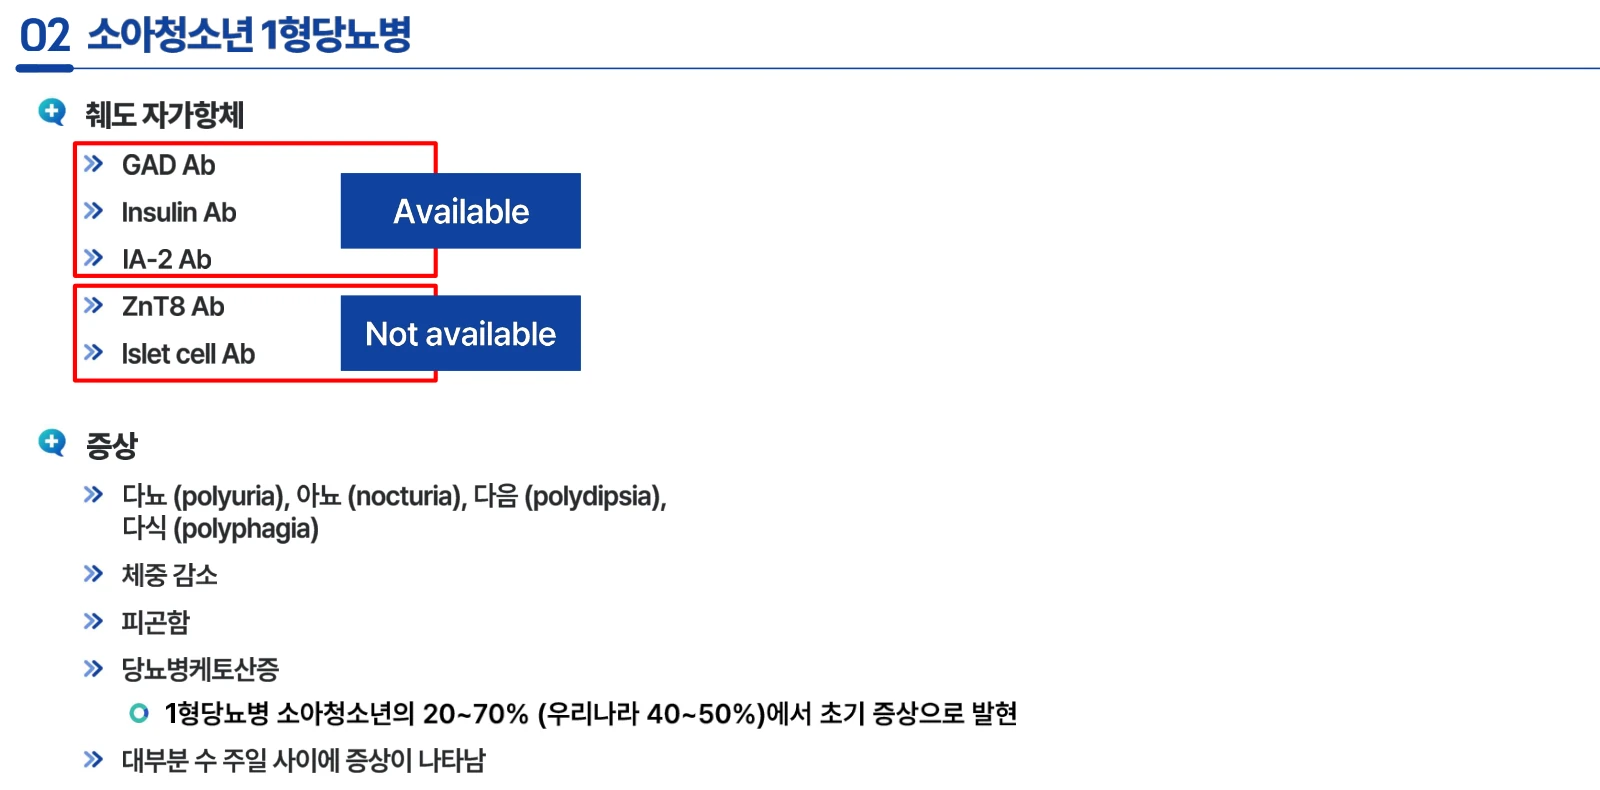 02 소아청소년 1형당뇨병
췌도 자가항체
GAD Ab
Insulin Ab
IA-2 Ab
Available
ZnT8 Ab
Islet cell Ab
Not available
증상
다뇨 (polyuria), 야뇨 (nocturia), 다음 (polydipsia),
다식 (polyphagia)
체중 감소
피곤함
당뇨병케토산증
1형당뇨병 소아청소년의 20~70% (우리나라 40~50%)에서 초기 증상으로 발현
대부분 수 주일 사이에 증상이 나타남